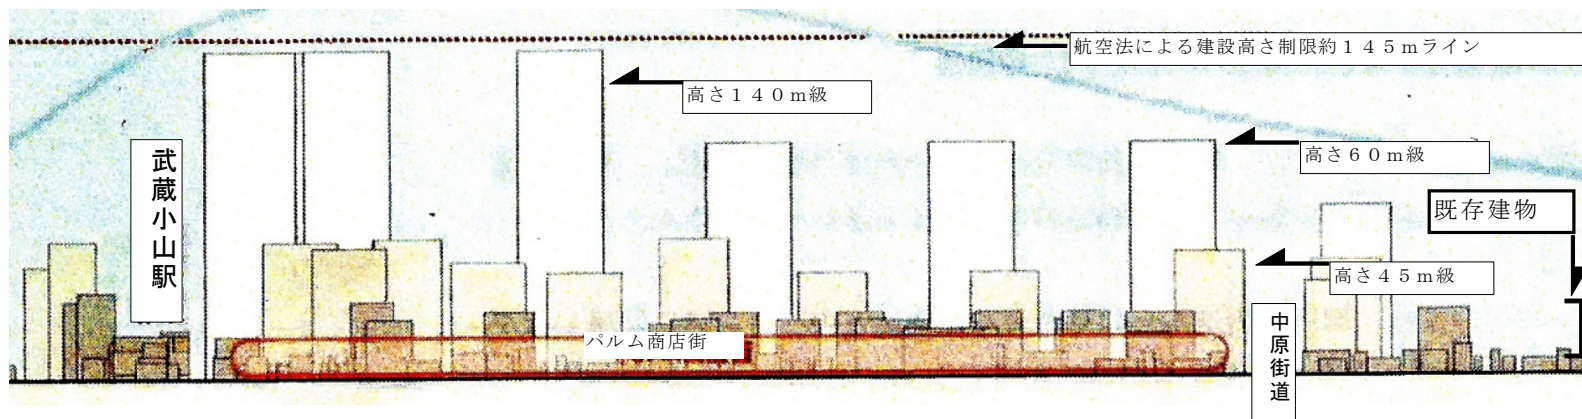 航空法による建設高さ制限約１４５ｍライン
高さ１４０ｍ級
武蔵小山駅
高さ６０ｍ級
既存建物
高さ４５ｍ級
パルム商店街
中原街道